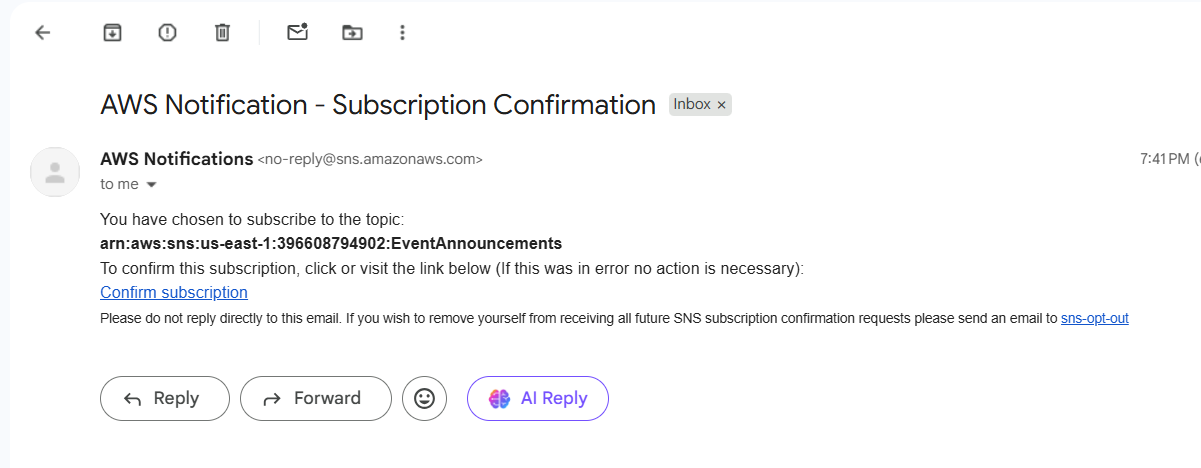 AWS Notification - Subscription Confirmation Inbox ×
AWS Notifications <no-reply@sns.amazonaws.com> 7:41 PM (
to me
You have chosen to subscribe to the topic:
arn:aws:sns:us-east-1:396608794902:EventAnnouncements
To confirm this subscription, click or visit the link below (If this was in error no action is necessary):
Confirm subscription
Please do not reply directly to this email. If you wish to remove yourself from receiving all future SNS subscription confirmation requests please send an email to sns-opt-out
Reply Forward AI Reply